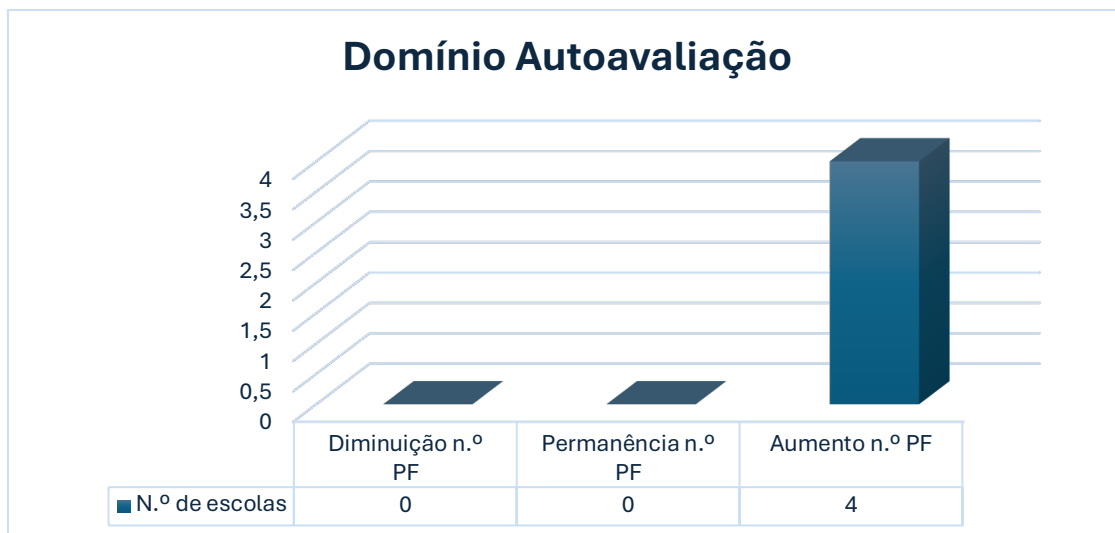 Domínio Autoavaliação
4
3,5
3
2,5
2
1,5
1
0,5
0
Diminuição n.º PF
Permanência n.º PF
Aumento n.º PF
N.º de escolas 0 0 4